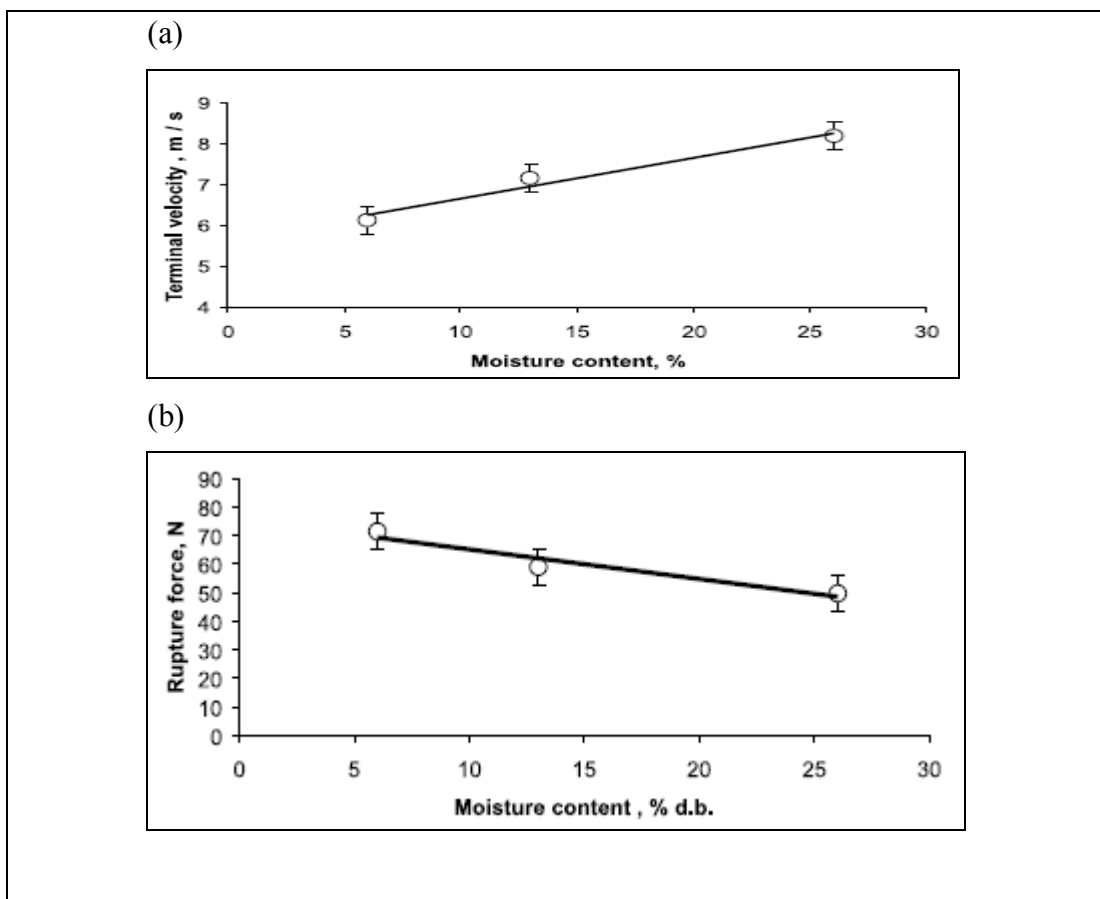 (a)
Terminal velocity , m / s
9
8
7
6
5
4
0 5 10 15 20 25 30
Moisture content, %
(b)
Rupture force, N
90
80
70
60
50
40
30
20
10
0
0 5 10 15 20 25 30
Moisture content , % d.b.